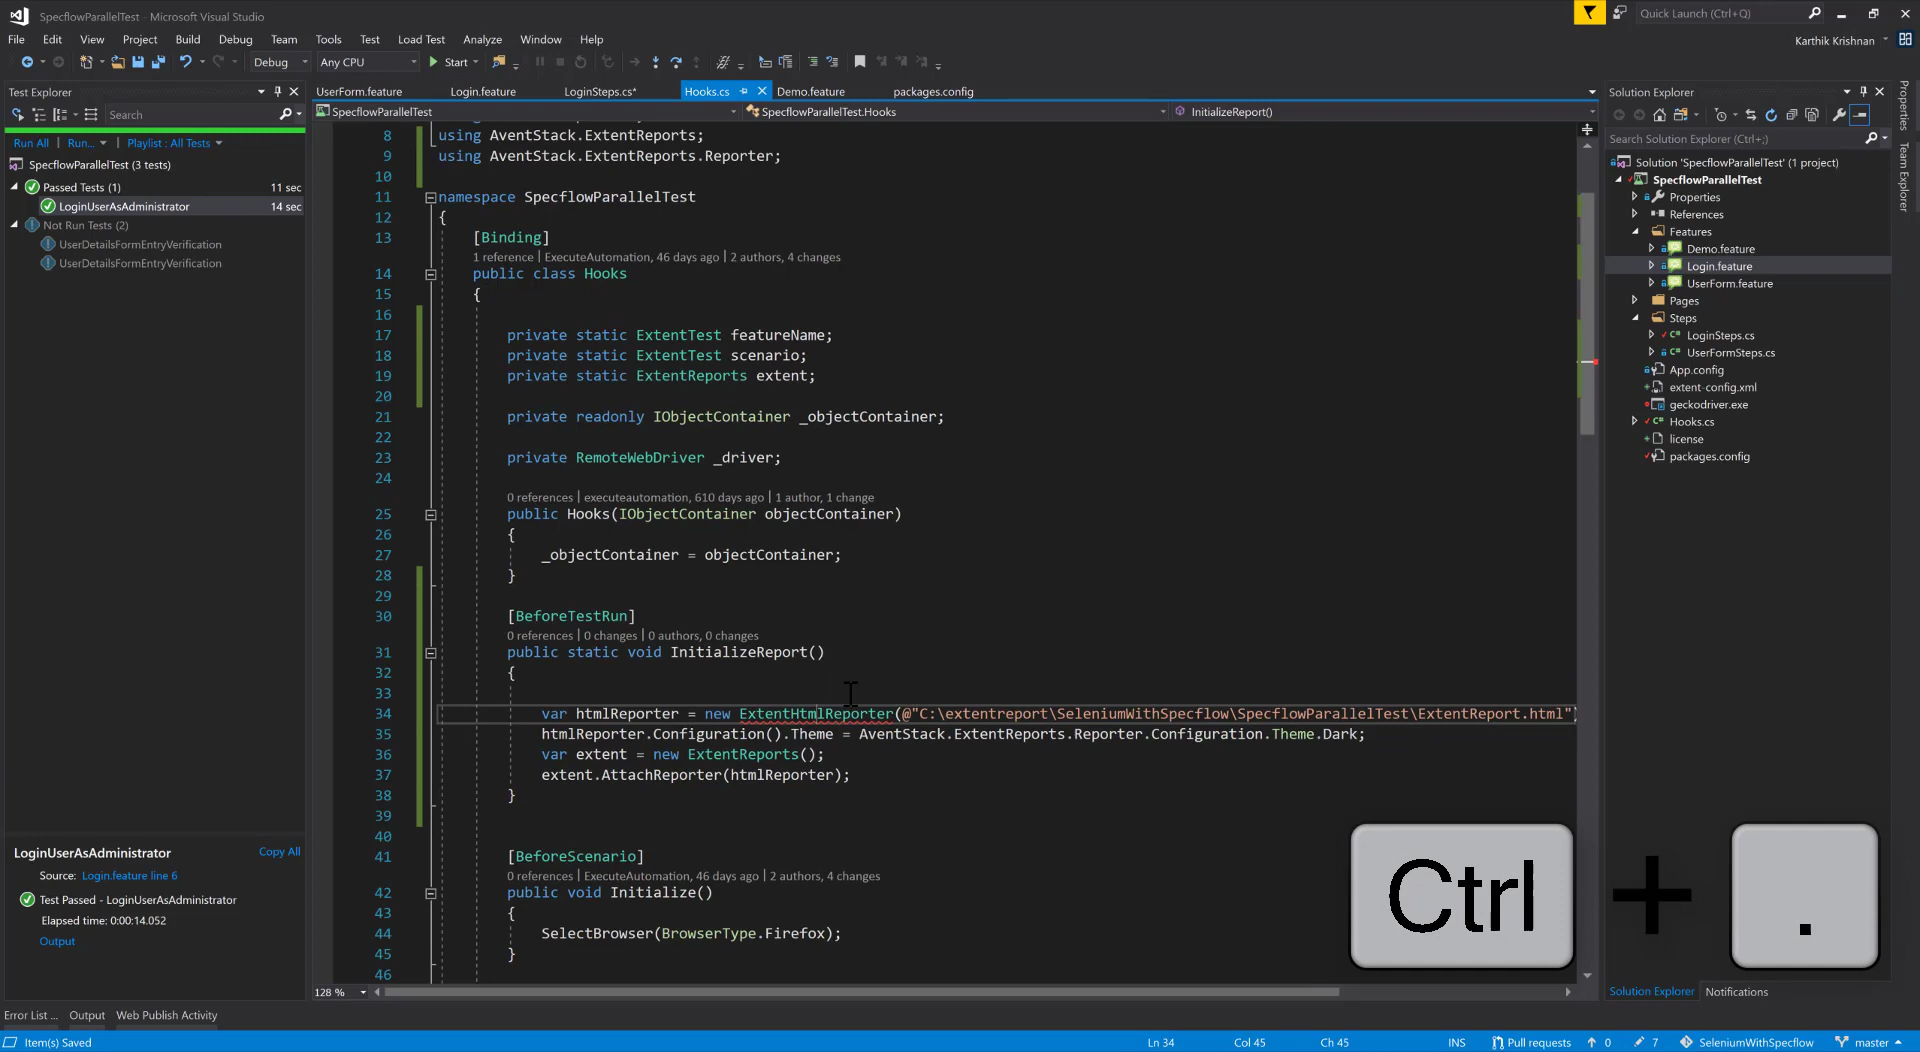 SpecflowParallelTest - Microsoft Visual Studio
Quick Launch (Ctrl+Q)
File Edit View Project Build Debug Team Tools Test Load Test Analyze Window Help
Karthik Krishnan
Debug Any CPU Start
Test Explorer
Search
Run All Run... Playlist : All Tests
SpecflowParallelTest (3 tests)
Passed Tests (1) 11 sec
LoginUserAsAdministrator 14 sec
Not Run Tests (2)
UserDetailsFormEntryVerification
UserDetailsFormEntryVerification
LoginUserAsAdministrator Copy All
Source: Login.feature line 6
Test Passed - LoginUserAsAdministrator
Elapsed time: 0:00:14.052
Output
UserForm.feature Login.feature LoginSteps.cs* Hooks.cs Demo.feature packages.config
SpecflowParallelTest SpecflowParallelTest.Hooks InitializeReport()
8 using AventStack.ExtentReports;
9 using AventStack.ExtentReports.Reporter;
10
11 namespace SpecflowParallelTest
12 {
13 [Binding]
1 reference | ExecuteAutomation, 46 days ago | 2 authors, 4 changes
14 public class Hooks
15 {
16
17 private static ExtentTest featureName;
18 private static ExtentTest scenario;
19 private static ExtentReports extent;
20
21 private readonly IObjectContainer _objectContainer;
22
23 private RemoteWebDriver _driver;
24
0 references | executeautomation, 610 days ago | 1 author, 1 change
25 public Hooks(IObjectContainer objectContainer)
26 {
27 _objectContainer = objectContainer;
28 }
29
30 [BeforeTestRun]
0 references | 0 changes | 0 authors, 0 changes
31 public static void InitializeReport()
32 {
33
34 var htmlReporter = new ExtentHtmlReporter(@"C:\extentreport\SeleniumWithSpecflow\SpecflowParallelTest\ExtentReport.html")
35 htmlReporter.Configuration().Theme = AventStack.ExtentReports.Reporter.Configuration.Theme.Dark;
36 var extent = new ExtentReports();
37 extent.AttachReporter(htmlReporter);
38 }
39
40
41 [BeforeScenario]
0 references | ExecuteAutomation, 46 days ago | 2 authors, 4 changes
42 public void Initialize()
43 {
44 SelectBrowser(BrowserType.Firefox);
45 }
46
128 %
Ctrl + .
Solution Explorer
Search Solution Explorer (Ctrl+;)
Solution 'SpecflowParallelTest' (1 project)
SpecflowParallelTest
Properties
References
Features
Demo.feature
Login.feature
UserForm.feature
Pages
Steps
LoginSteps.cs
UserFormSteps.cs
App.config
extent-config.xml
geckodriver.exe
Hooks.cs
license
packages.config
Solution Explorer Notifications
Properties
Team Explorer
Error List ... Output Web Publish Activity
Item(s) Saved Ln 34 Col 45 Ch 45 INS Pull requests 0 7 SeleniumWithSpecflow master